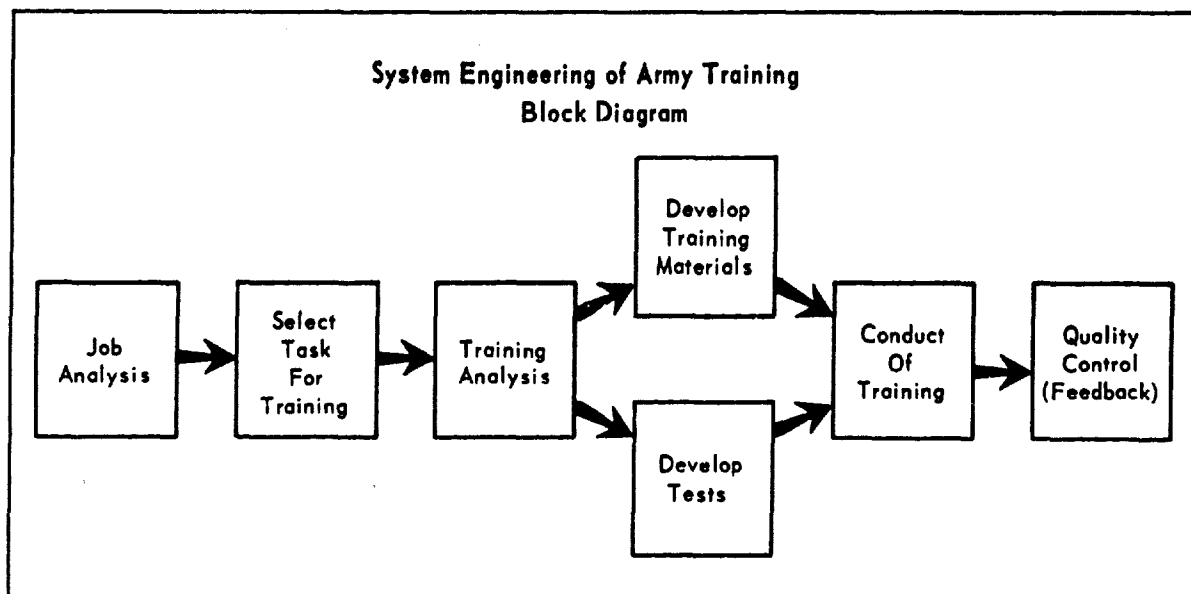 System Engineering of Army Training
Block Diagram
Job
Analysis
Select
Task
For
Training
Training
Analysis
Develop
Training
Materials
Develop
Tests
Conduct
Of
Training
Quality
Control
(Feedback)